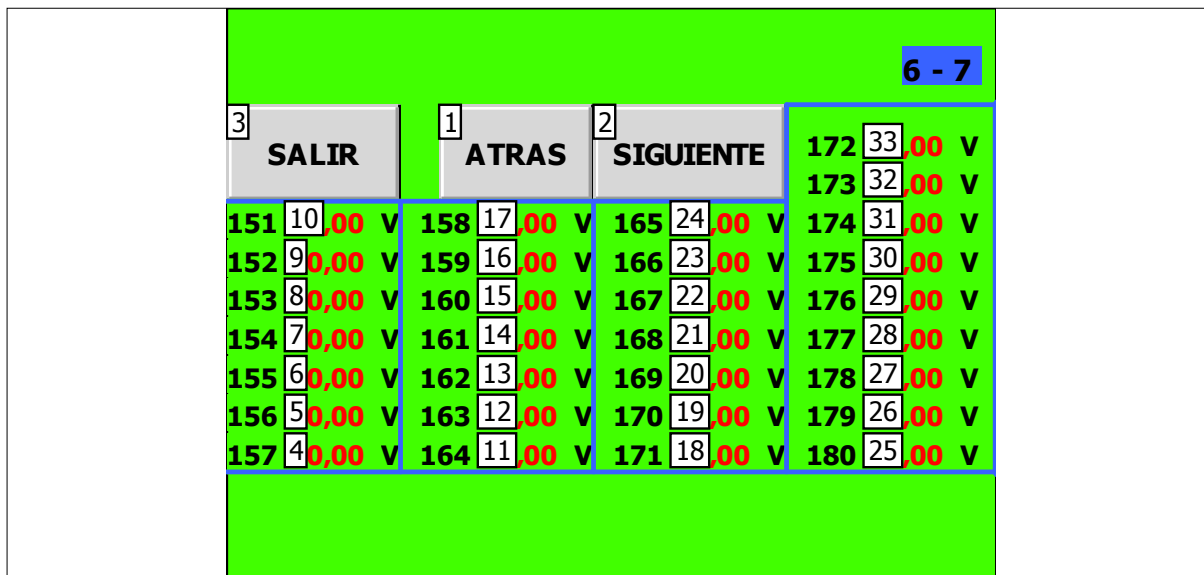 6 - 7
3 1 2
SALIR ATRAS SIGUIENTE
172 33,00 V
173 32,00 V
151 10,00 V 158 17,00 V 165 24,00 V 174 31,00 V
152 90,00 V 159 16,00 V 166 23,00 V 175 30,00 V
153 80,00 V 160 15,00 V 167 22,00 V 176 29,00 V
154 70,00 V 161 14,00 V 168 21,00 V 177 28,00 V
155 60,00 V 162 13,00 V 169 20,00 V 178 27,00 V
156 50,00 V 163 12,00 V 170 19,00 V 179 26,00 V
157 40,00 V 164 11,00 V 171 18,00 V 180 25,00 V